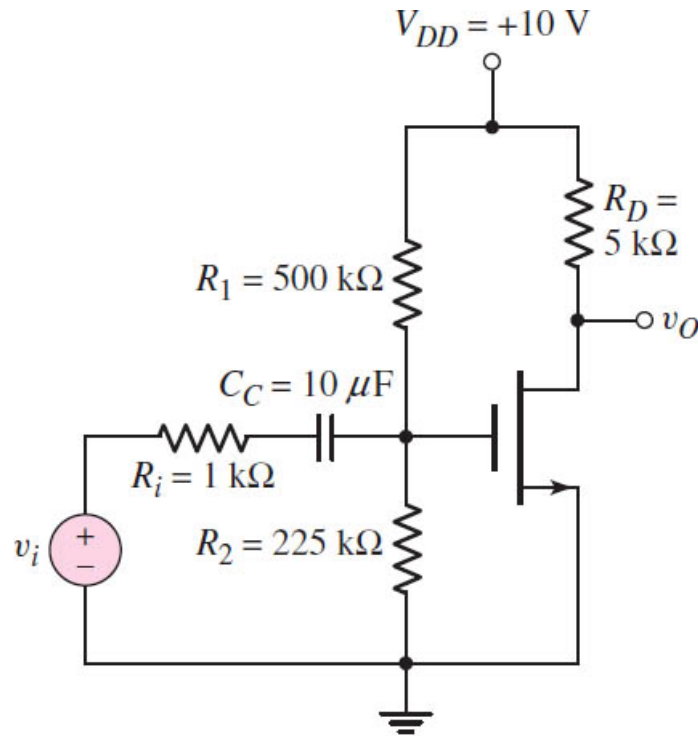 V_DD = +10 V
R_D =
5 kΩ
R_1 = 500 kΩ
v_O
C_C = 10 μF
R_i = 1 kΩ
v_i
+
−
R_2 = 225 kΩ